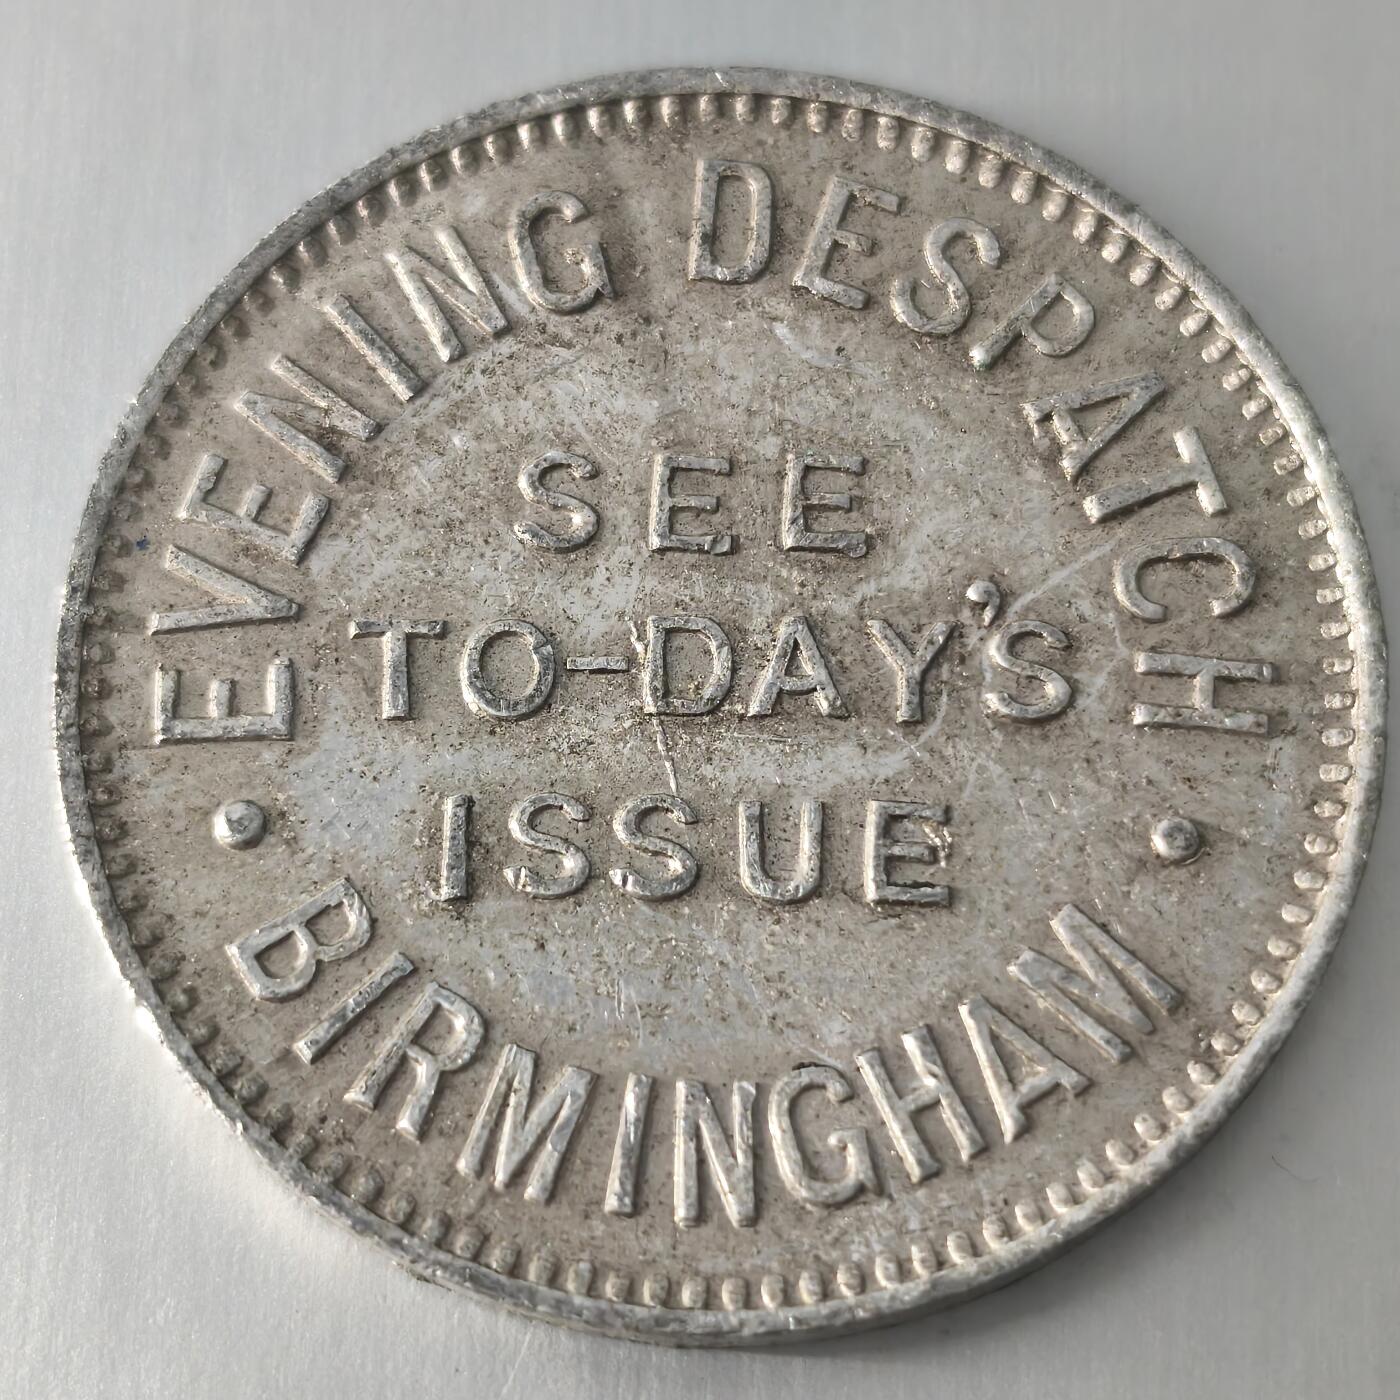 EVENING DESPATCH
SEE
TO-DAY'S
ISSUE
BIRMINGHAM